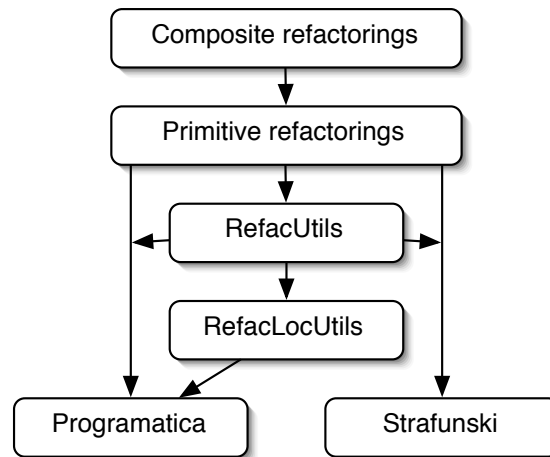 Composite refactorings
Primitive refactorings
RefacUtils
RefacLocUtils
Programatica
Strafunski